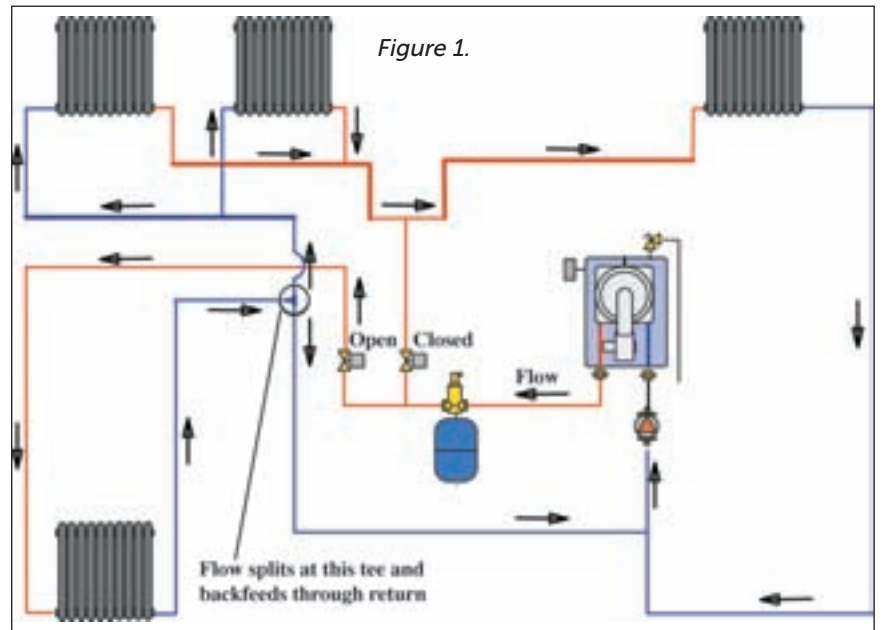 Figure 1.
Open Closed
Flow
Flow splits at this tee and
backfeeds through return